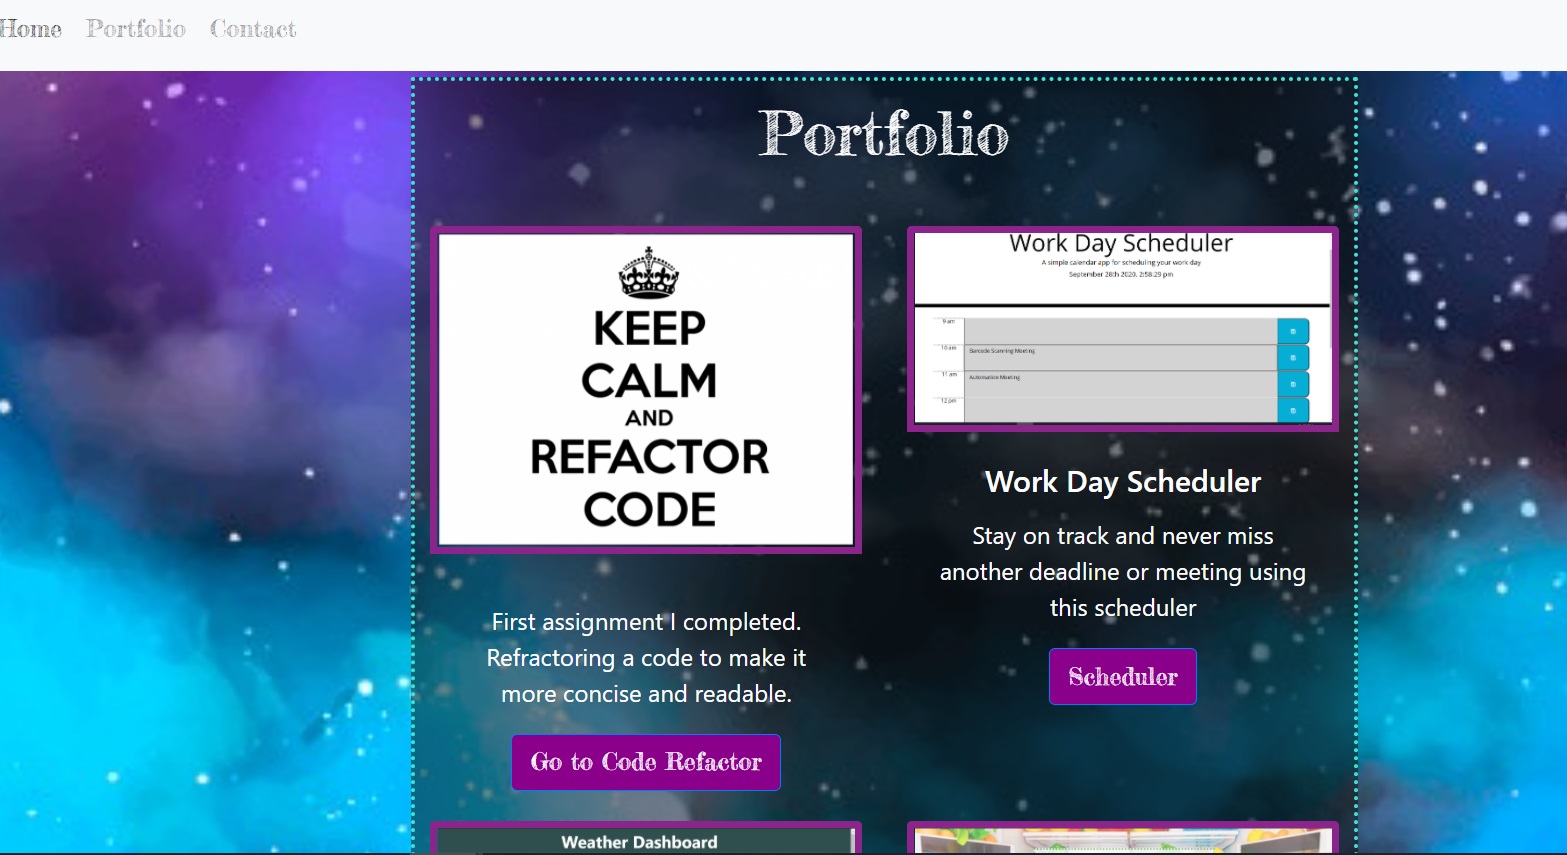 Home Portfolio Contact
Portfolio
KEEP
CALM
AND
REFACTOR
CODE
First assignment I completed.
Refractoring a code to make it
more concise and readable.
Go to Code Refactor
Work Day Scheduler
A simple calendar app for scheduling your work day
September 28th 2020, 2:58:29 pm
9 am
10 am Barcode Scanning Meeting
11 am Automation Meeting
12 pm
Work Day Scheduler
Stay on track and never miss
another deadline or meeting using
this scheduler
Scheduler
Weather Dashboard